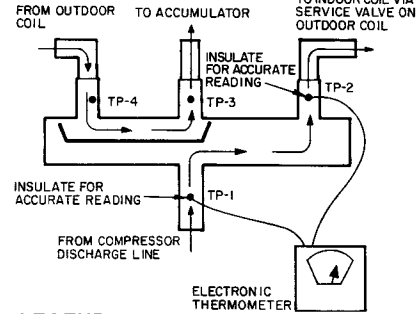 FROM OUTDOOR
COIL
TO ACCUMULATOR
TO INDOOR COIL VIA
SERVICE VALVE ON
OUTDOOR COIL
INSULATE
FOR ACCURATE
READING
TP-4
TP-3
TP-2
INSULATE FOR
ACCURATE READING
TP-1
FROM COMPRESSOR
DISCHARGE LINE
ELECTRONIC
THERMOMETER